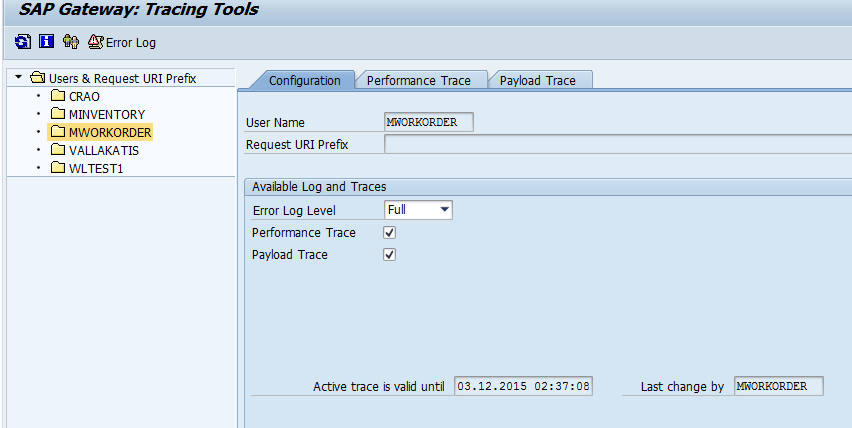 SAP Gateway: Tracing Tools
Error Log
Users & Request URI Prefix
CRAO
MINVENTORY
MWORKORDER
VALLAKATIS
WLTEST1
Configuration Performance Trace Payload Trace
User Name MWORKORDER
Request URI Prefix
Available Log and Traces
Error Log Level Full
Performance Trace
Payload Trace
Active trace is valid until 03.12.2015 02:37:08 Last change by MWORKORDER